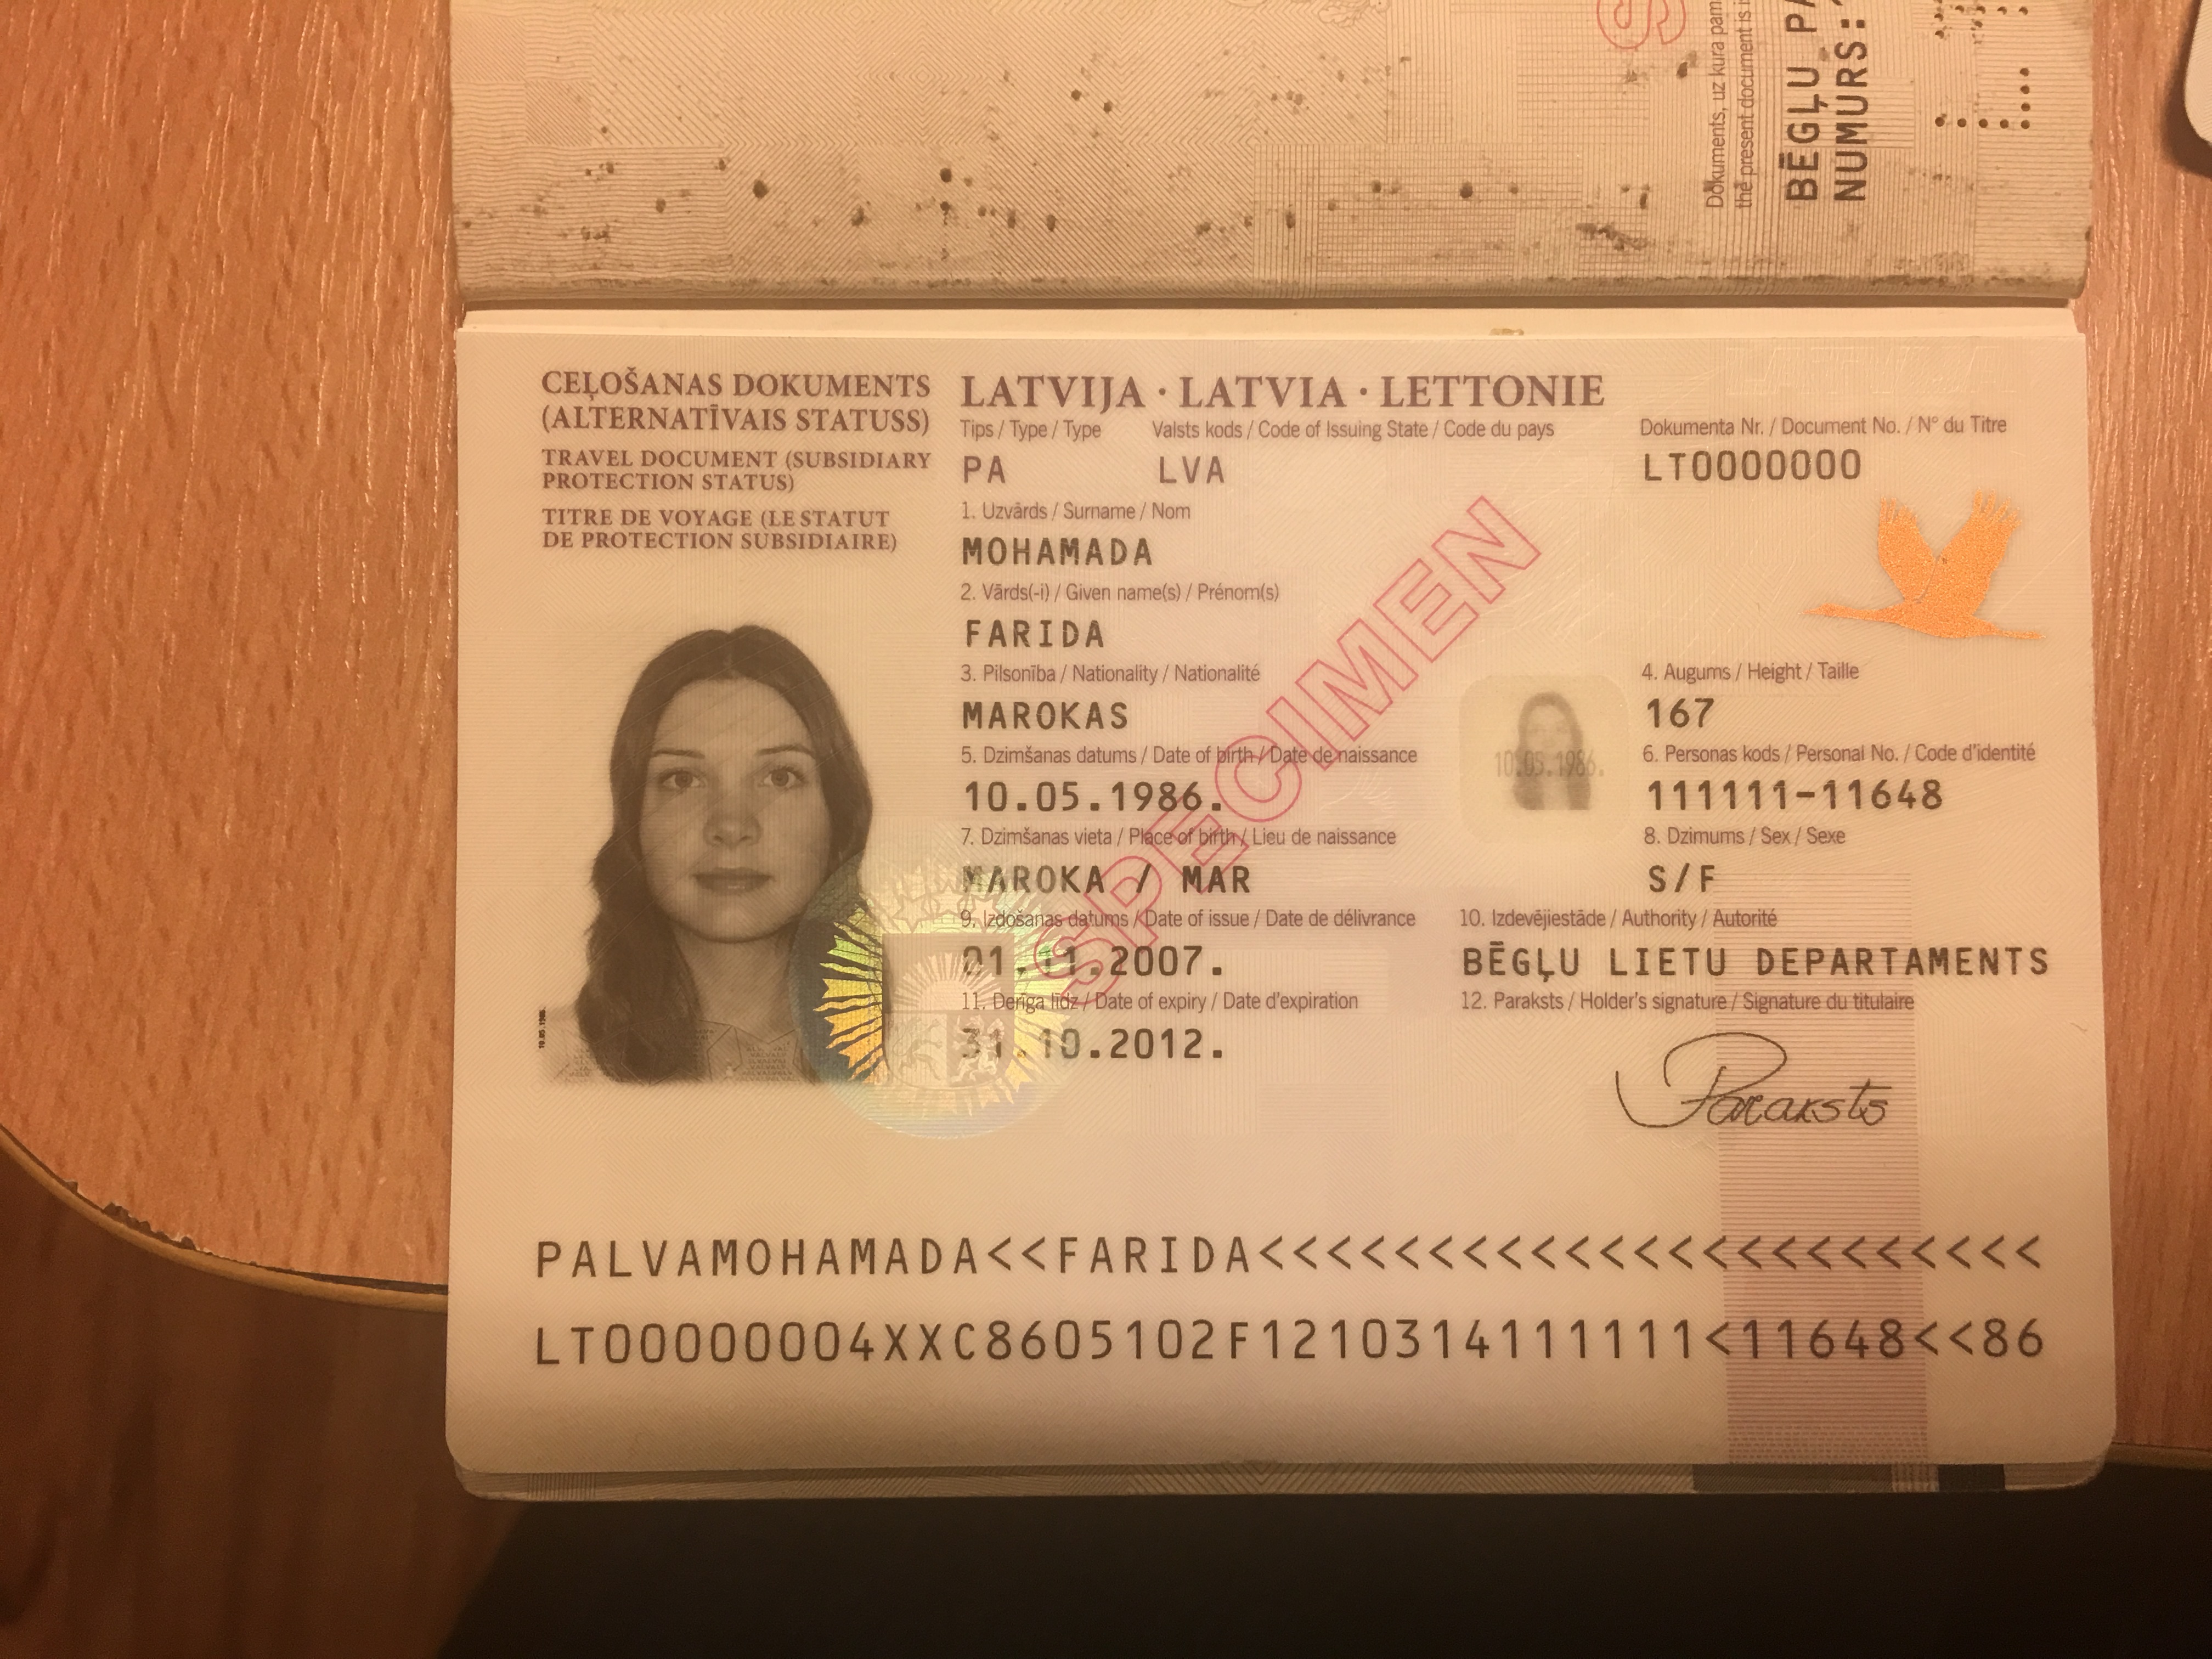 Dokuments, uz kura pam
the present document is i
BĒGĻU PA
NUMURS:
CEĻOŠANAS DOKUMENTS
(ALTERNATĪVAIS STATUSS)
TRAVEL DOCUMENT (SUBSIDIARY
PROTECTION STATUS)
TITRE DE VOYAGE (LE STATUT
DE PROTECTION SUBSIDIAIRE)
LATVIJA · LATVIA · LETTONIE
Tips / Type / Type Valsts kods / Code of Issuing State / Code du pays Dokumenta Nr. / Document No. / N° du Titre
PA LVA LT0000000
1. Uzvārds / Surname / Nom
MOHAMADA
2. Vārds(-i) / Given name(s) / Prénom(s)
FARIDA
3. Pilsonība / Nationality / Nationalité 4. Augums / Height / Taille
MAROKAS 167
5. Dzimšanas datums / Date of birth / Date de naissance 6. Personas kods / Personal No. / Code d'identité
10.05.1986. 10.05.1986. 111111-11648
7. Dzimšanas vieta / Place of birth / Lieu de naissance 8. Dzimums / Sex / Sexe
MAROKA / MAR S/F
9. Izdošanas datums / Date of issue / Date de délivrance 10. Izdevējiestāde / Authority / Autorité
01.11.2007. BĒGĻU LIETU DEPARTAMENTS
11. Derīga līdz / Date of expiry / Date d'expiration 12. Paraksts / Holder's signature / Signature du titulaire
31.10.2012.
Paraksts
SPECIMEN
10.05.1986.
PALVAMOHAMADA<<FARIDA<<<<<<<<<<<<<<<<<<<<<<<
LT00000004XXC8605102F1210314111111<11648<<86